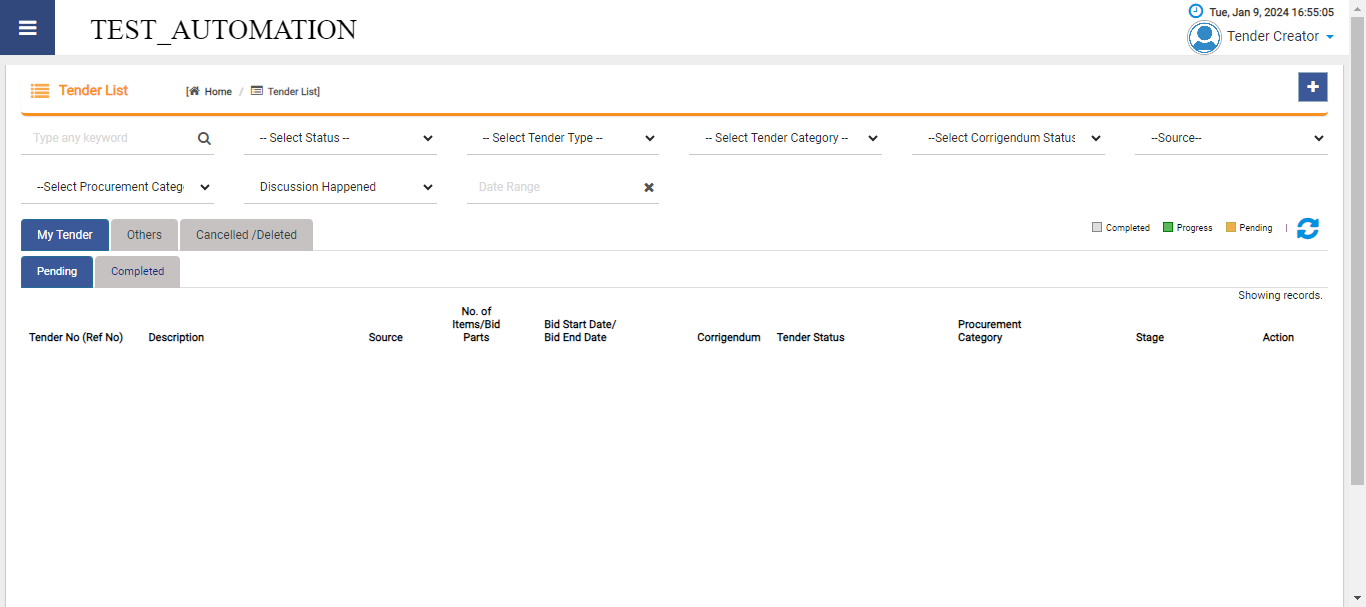 TEST_AUTOMATION
Tue, Jan 9, 2024 16:55:05
Tender Creator
Tender List
[ Home / Tender List]
Type any keyword
-- Select Status --
-- Select Tender Type --
-- Select Tender Category --
--Select Corrigendum Status
--Source--
--Select Procurement Categ
Discussion Happened
Date Range
My Tender
Others
Cancelled /Deleted
Completed
Progress
Pending
|
Pending
Completed
Showing records.
Tender No (Ref No)
Description
Source
No. of
Items/Bid
Parts
Bid Start Date/
Bid End Date
Corrigendum
Tender Status
Procurement
Category
Stage
Action